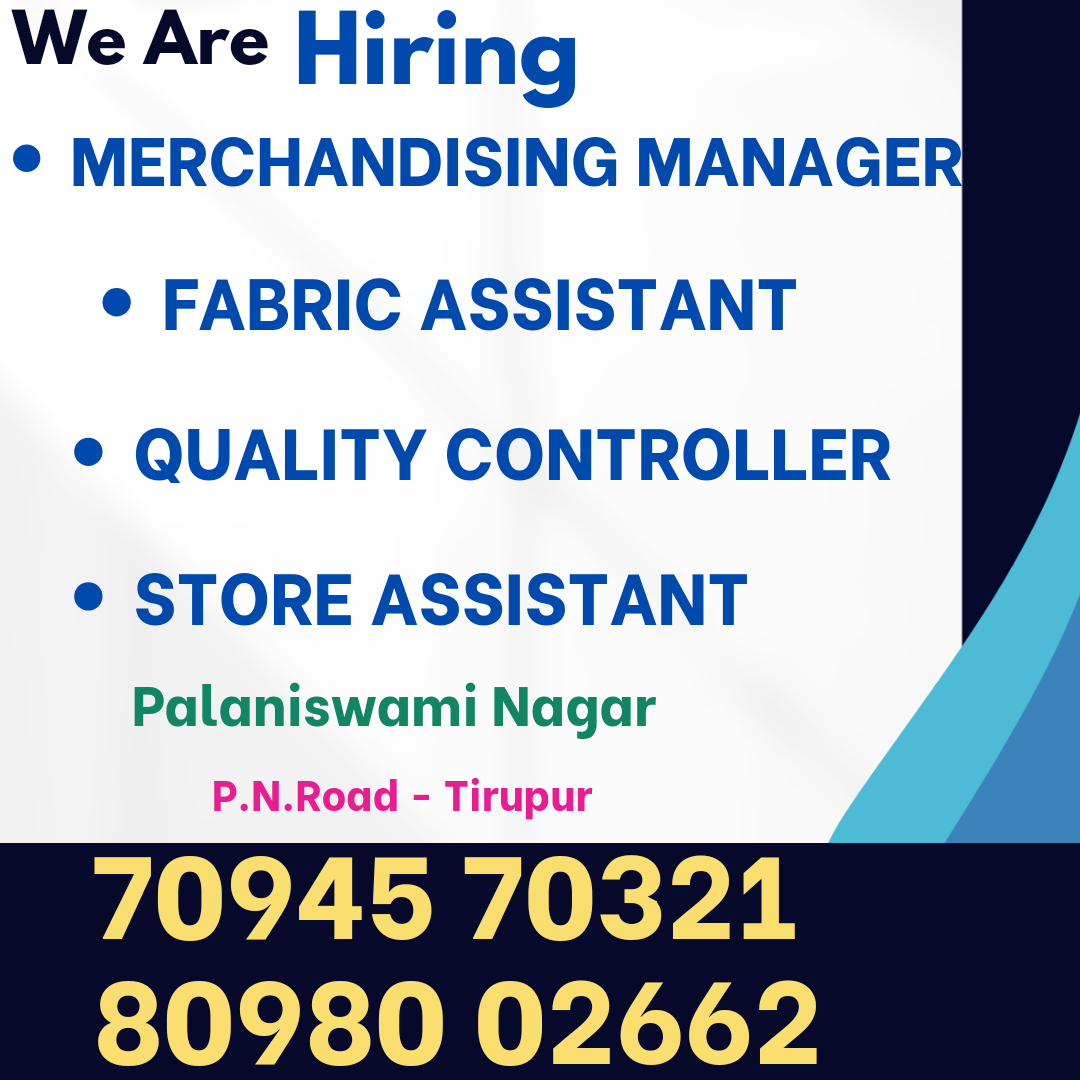 We Are Hiring
• MERCHANDISING MANAGER
• FABRIC ASSISTANT
• QUALITY CONTROLLER
• STORE ASSISTANT
Palaniswami Nagar
P.N.Road - Tirupur
70945 70321
80980 02662